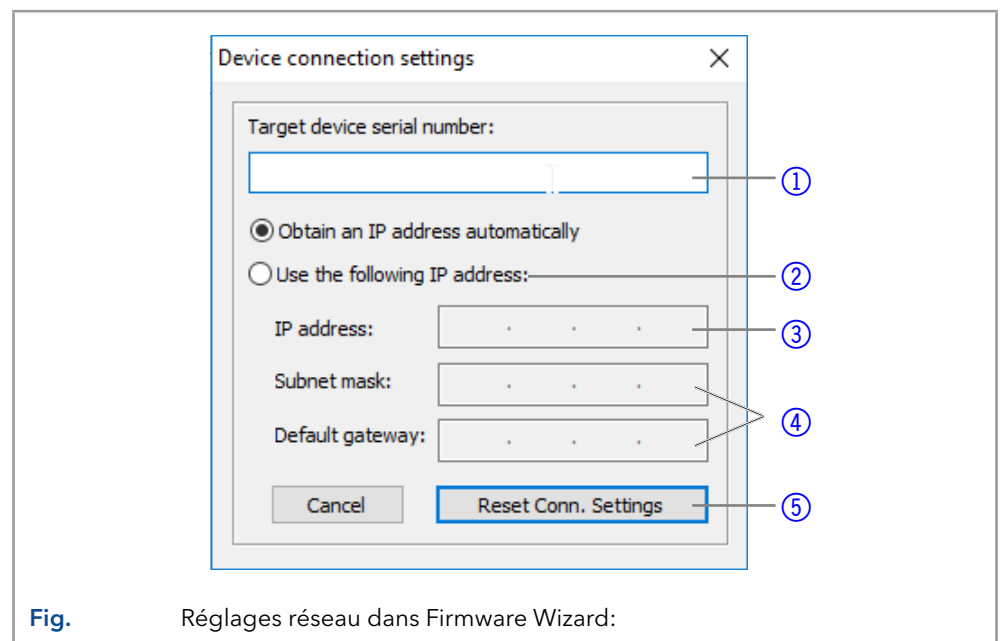 Device connection settings
Target device serial number:
①
Obtain an IP address automatically
Use the following IP address: ②
IP address: . . . ③
Subnet mask: . . .
④
Default gateway: . . .
Cancel Reset Conn. Settings ⑤
Fig. Réglages réseau dans Firmware Wizard: